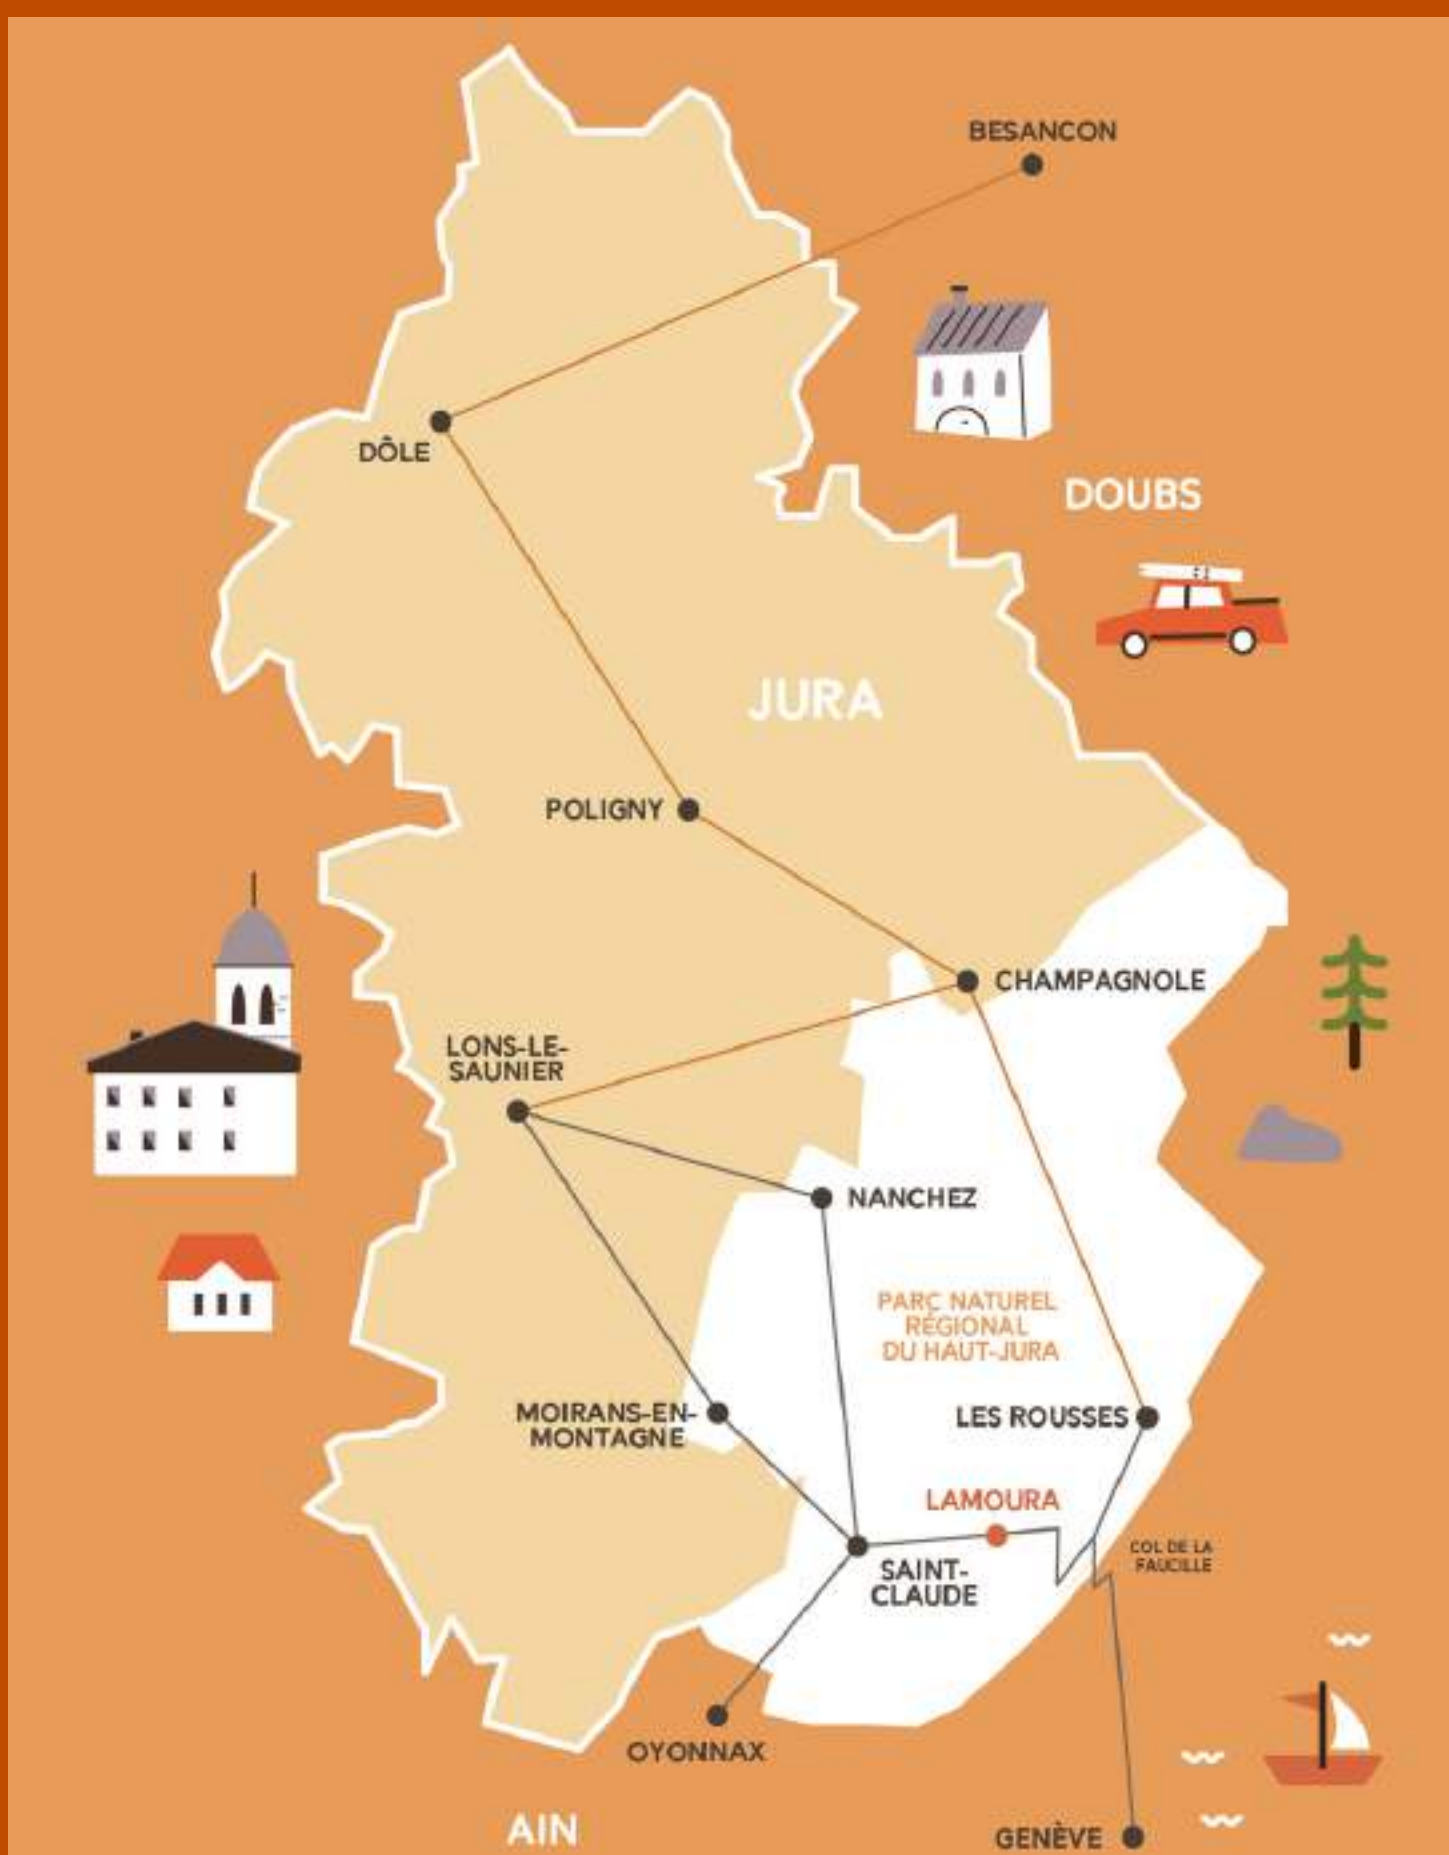 BESANCON
DÔLE
DOUBS
JURA
POLIGNY
CHAMPAGNOLE
LONS-LE-
SAUNIER
NANCHEZ
PARC NATUREL
RÉGIONAL
DU HAUT-JURA
MOIRANS-EN-
MONTAGNE
LES ROUSSES
LAMOURA
COL DE LA
FAUCILLE
SAINT-
CLAUDE
OYONNAX
AIN
GENÈVE